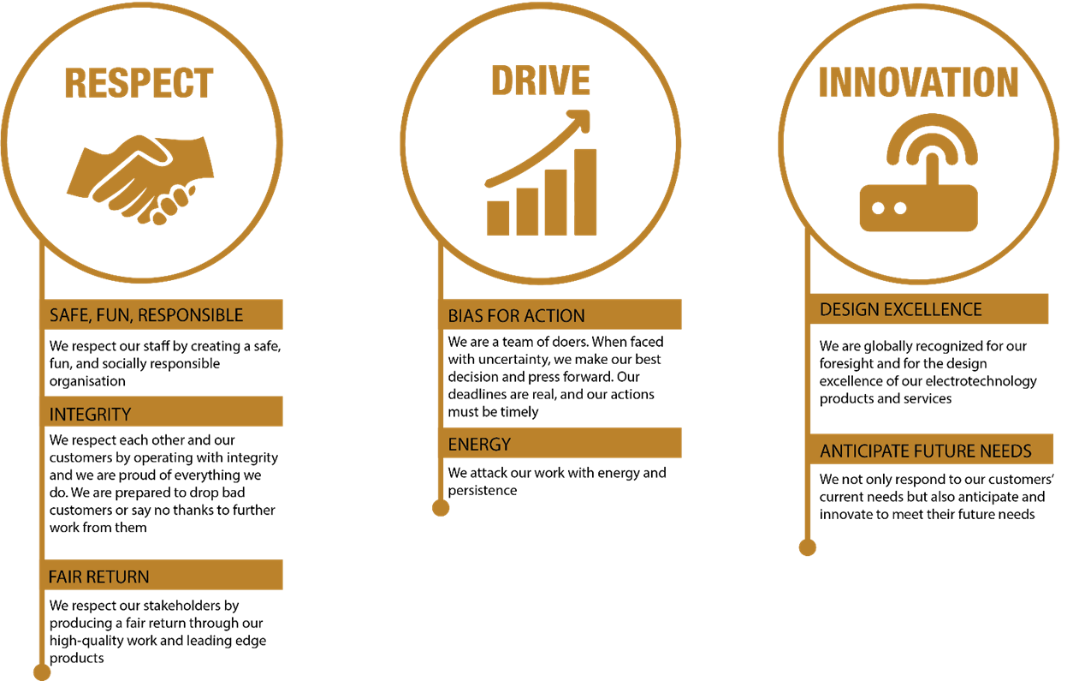 RESPECT
SAFE, FUN, RESPONSIBLE
We respect our staff by creating a safe,
fun, and socially responsible
organisation
INTEGRITY
We respect each other and our
customers by operating with integrity
and we are proud of everything we
do. We are prepared to drop bad
customers or say no thanks to further
work from them
FAIR RETURN
We respect our stakeholders by
producing a fair return through our
high-quality work and leading edge
products
DRIVE
BIAS FOR ACTION
We are a team of doers. When faced
with uncertainty, we make our best
decision and press forward. Our
deadlines are real, and our actions
must be timely
ENERGY
We attack our work with energy and
persistence
INNOVATION
DESIGN EXCELLENCE
We are globally recognized for our
foresight and for the design
excellence of our electrotechnology
products and services
ANTICIPATE FUTURE NEEDS
We not only respond to our customers'
current needs but also anticipate and
innovate to meet their future needs